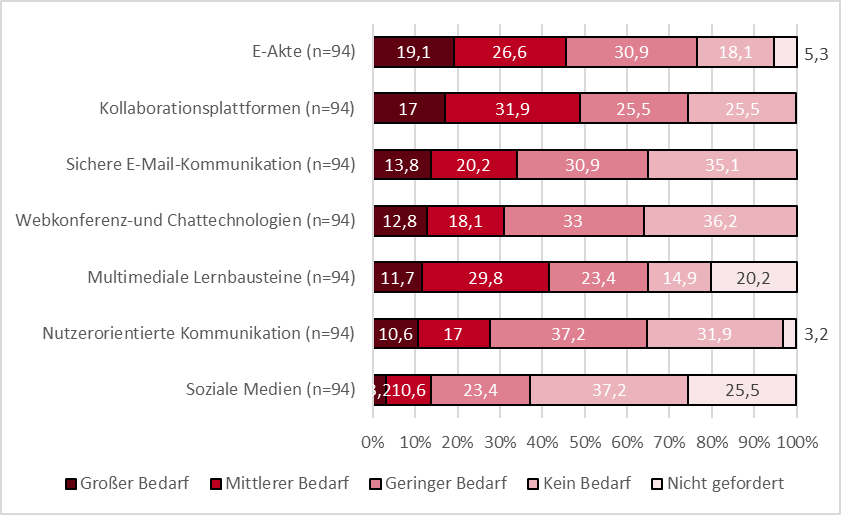 E-Akte (n=94) 19,1 26,6 30,9 18,1 5,3
Kollaborationsplattformen (n=94) 17 31,9 25,5 25,5
Sichere E-Mail-Kommunikation (n=94) 13,8 20,2 30,9 35,1
Webkonferenz-und Chattechnologien (n=94) 12,8 18,1 33 36,2
Multimediale Lernbausteine (n=94) 11,7 29,8 23,4 14,9 20,2
Nutzerorientierte Kommunikation (n=94) 10,6 17 37,2 31,9 3,2
Soziale Medien (n=94) 3,2 10,6 23,4 37,2 25,5
0% 10% 20% 30% 40% 50% 60% 70% 80% 90% 100%
Großer Bedarf Mittlerer Bedarf Geringer Bedarf Kein Bedarf Nicht gefordert